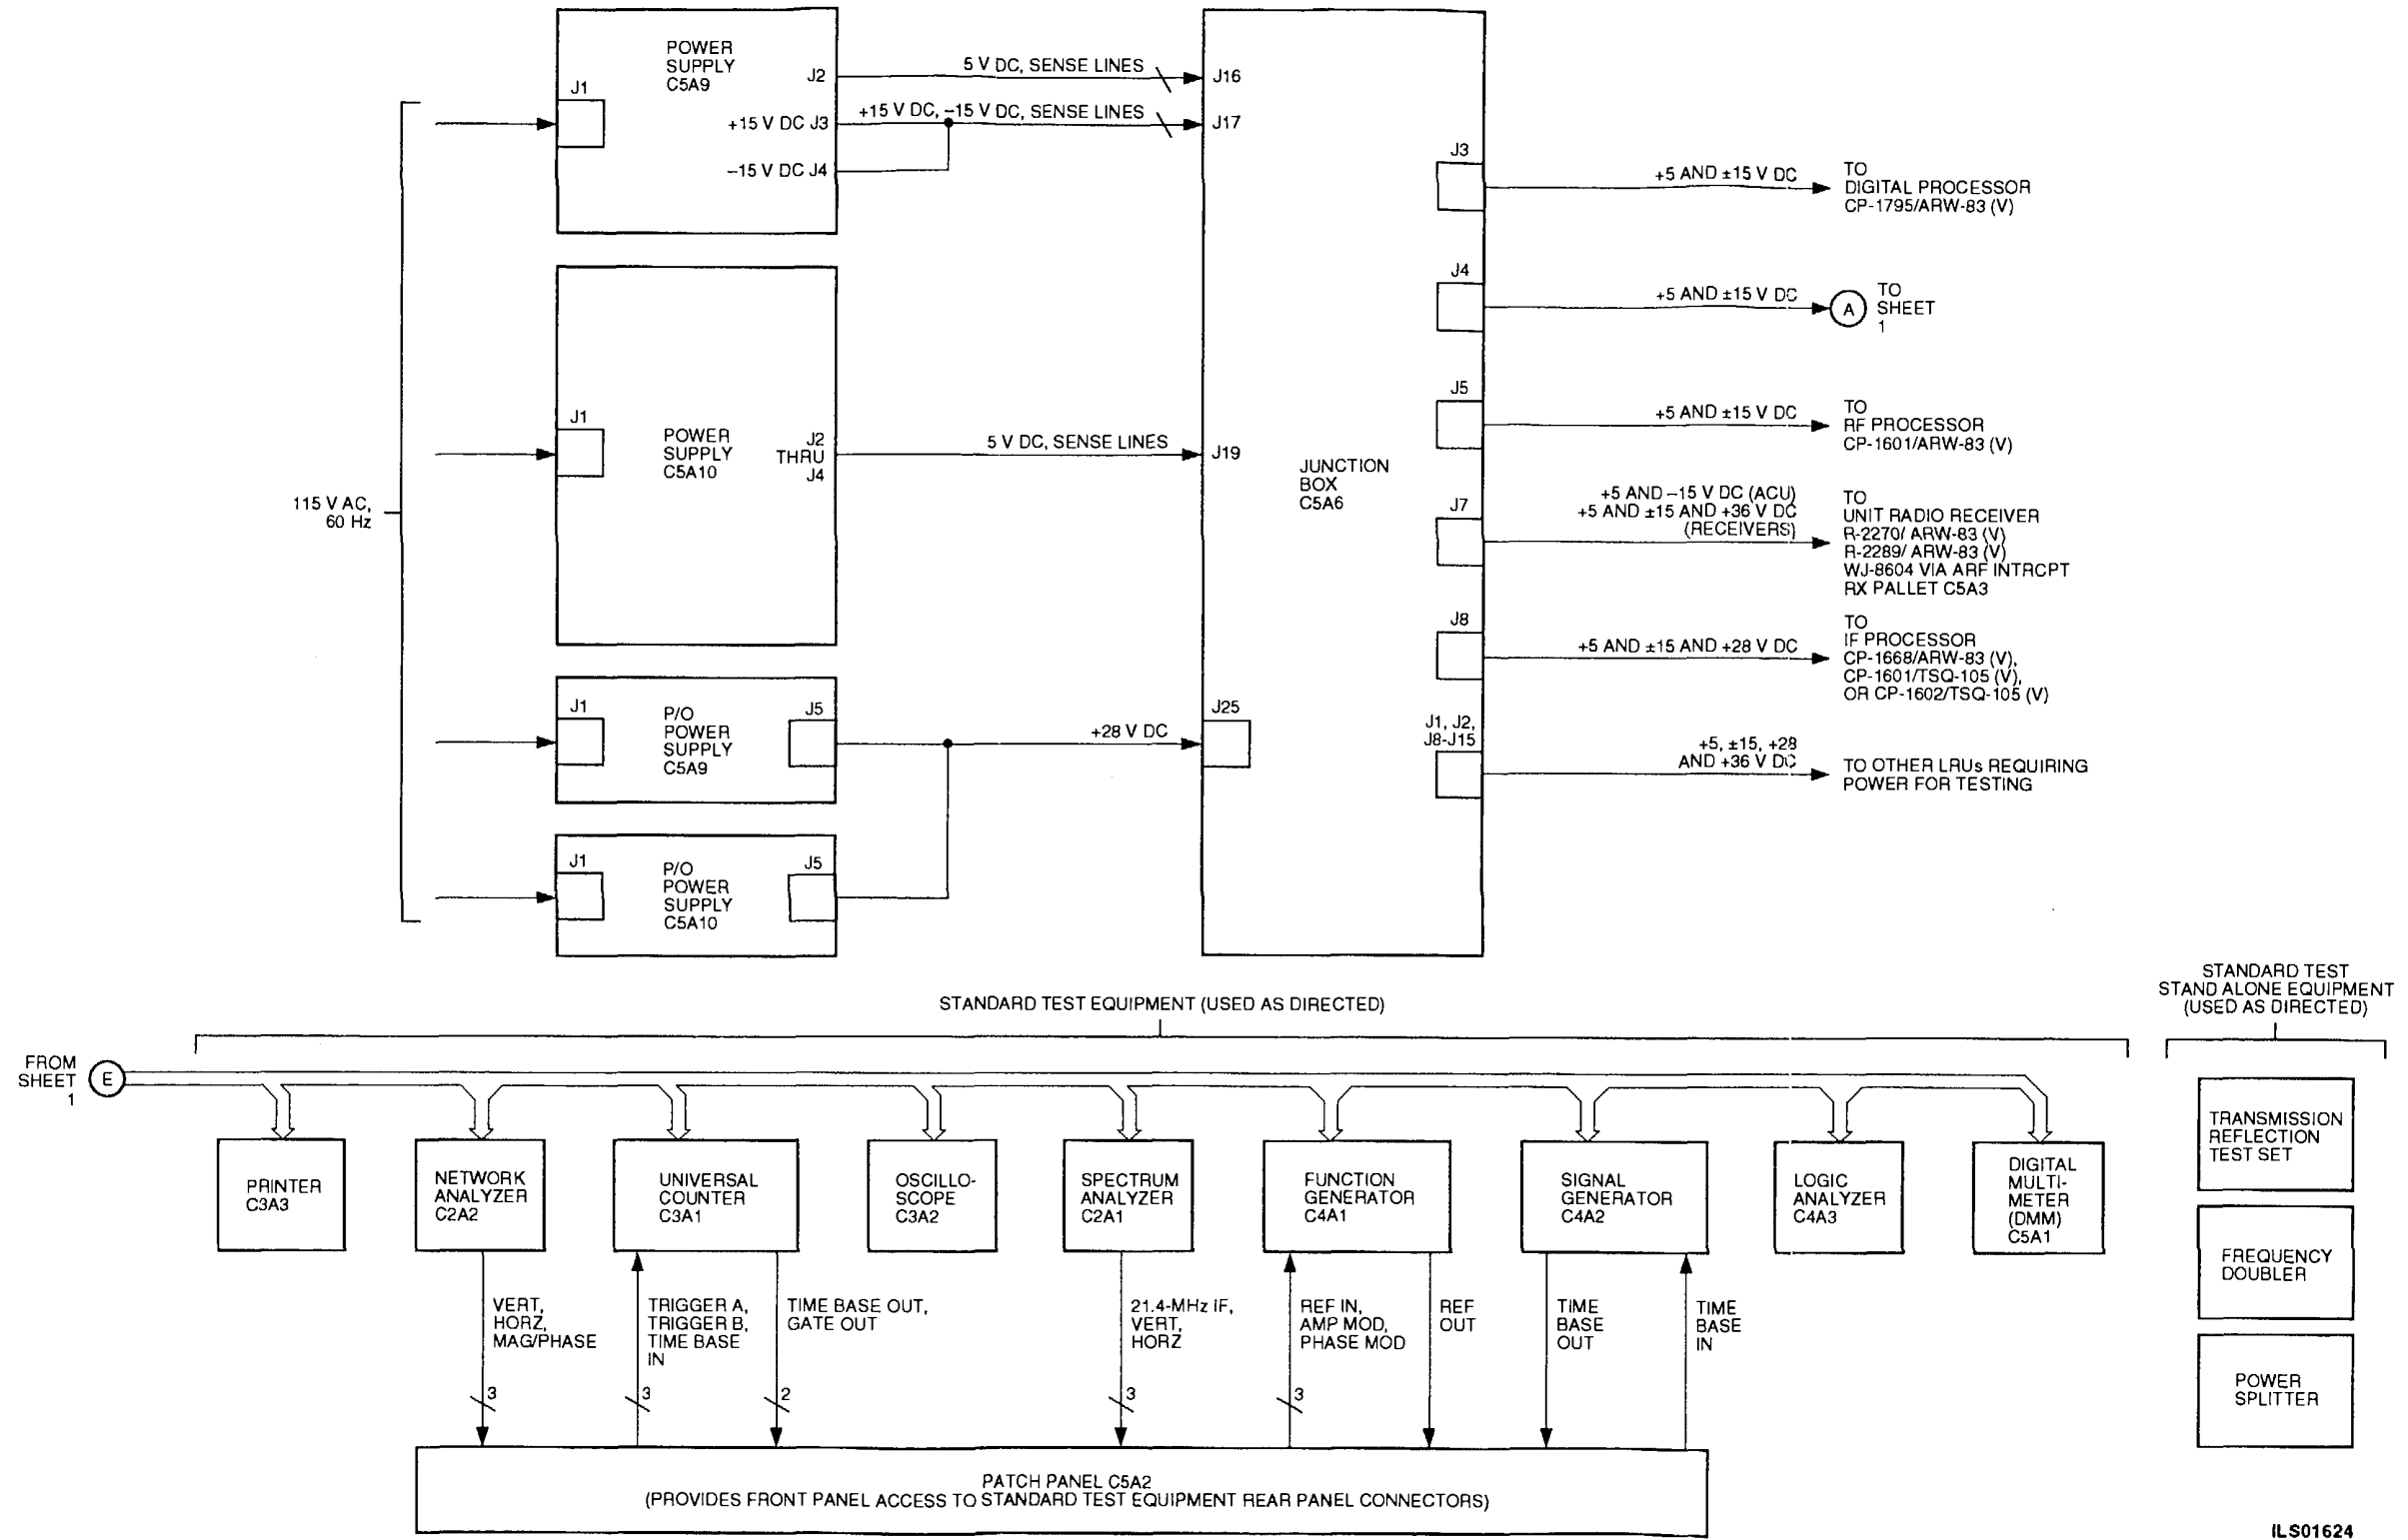 POWER
SUPPLY
C5A9
J1
J2
+15 V DC J3
–15 V DC J4
5 V DC, SENSE LINES
+15 V DC, –15 V DC, SENSE LINES
J16
J17
115 V AC,
60 Hz
J1
POWER
SUPPLY
C5A10
J2
THRU
J4
5 V DC, SENSE LINES
J19
J1
P/O
POWER
SUPPLY
C5A9
J5
+28 V DC
J25
J1
P/O
POWER
SUPPLY
C5A10
J5
JUNCTION
BOX
C5A6
J3
+5 AND ±15 V DC
TO
DIGITAL PROCESSOR
CP-1795/ARW-83 (V)
J4
+5 AND ±15 V DC
A
TO
SHEET
1
J5
+5 AND ±15 V DC
TO
RF PROCESSOR
CP-1601/ARW-83 (V)
J7
+5 AND –15 V DC (ACU)
+5 AND ±15 AND +36 V DC
(RECEIVERS)
TO
UNIT RADIO RECEIVER
R-2270/ ARW-83 (V)
R-2289/ ARW-83 (V)
WJ-8604 VIA ARF INTRCPT
RX PALLET C5A3
J8
+5 AND ±15 AND +28 V DC
TO
IF PROCESSOR
CP-1668/ARW-83 (V),
CP-1601/TSQ-105 (V),
OR CP-1602/TSQ-105 (V)
J1, J2,
J8-J15
+5, ±15, +28
AND +36 V DC
TO OTHER LRUs REQUIRING
POWER FOR TESTING
STANDARD TEST EQUIPMENT (USED AS DIRECTED)
STANDARD TEST
STAND ALONE EQUIPMENT
(USED AS DIRECTED)
FROM
SHEET
1
E
PRINTER
C3A3
NETWORK
ANALYZER
C2A2
UNIVERSAL
COUNTER
C3A1
OSCILLO-
SCOPE
C3A2
SPECTRUM
ANALYZER
C2A1
FUNCTION
GENERATOR
C4A1
SIGNAL
GENERATOR
C4A2
LOGIC
ANALYZER
C4A3
DIGITAL
MULTI-
METER
(DMM)
C5A1
TRANSMISSION
REFLECTION
TEST SET
FREQUENCY
DOUBLER
POWER
SPLITTER
VERT,
HORZ,
MAG/PHASE
3
TRIGGER A,
TRIGGER B,
TIME BASE
IN
3
TIME BASE OUT,
GATE OUT
2
21.4-MHz IF,
VERT,
HORZ
3
REF IN,
AMP MOD,
PHASE MOD
3
REF
OUT
TIME
BASE
OUT
TIME
BASE
IN
PATCH PANEL C5A2
(PROVIDES FRONT PANEL ACCESS TO STANDARD TEST EQUIPMENT REAR PANEL CONNECTORS)
ILS01624